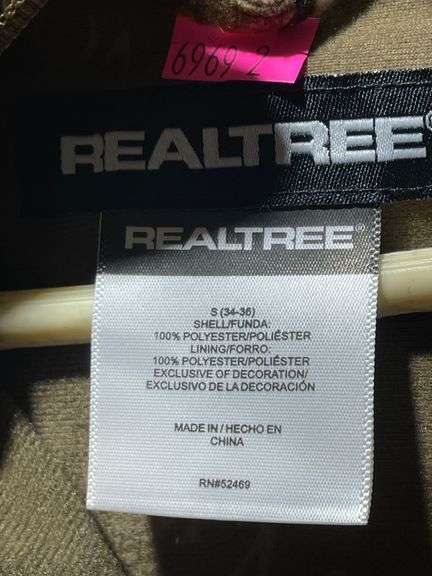 6969 2
REALTREE
REALTREE®
S (34-36)
SHELL/FUNDA:
100% POLYESTER/POLIÉSTER
LINING/FORRO:
100% POLYESTER/POLIÉSTER
EXCLUSIVE OF DECORATION/
EXCLUSIVO DE LA DECORACIÓN
MADE IN / HECHO EN
CHINA
RN#52469